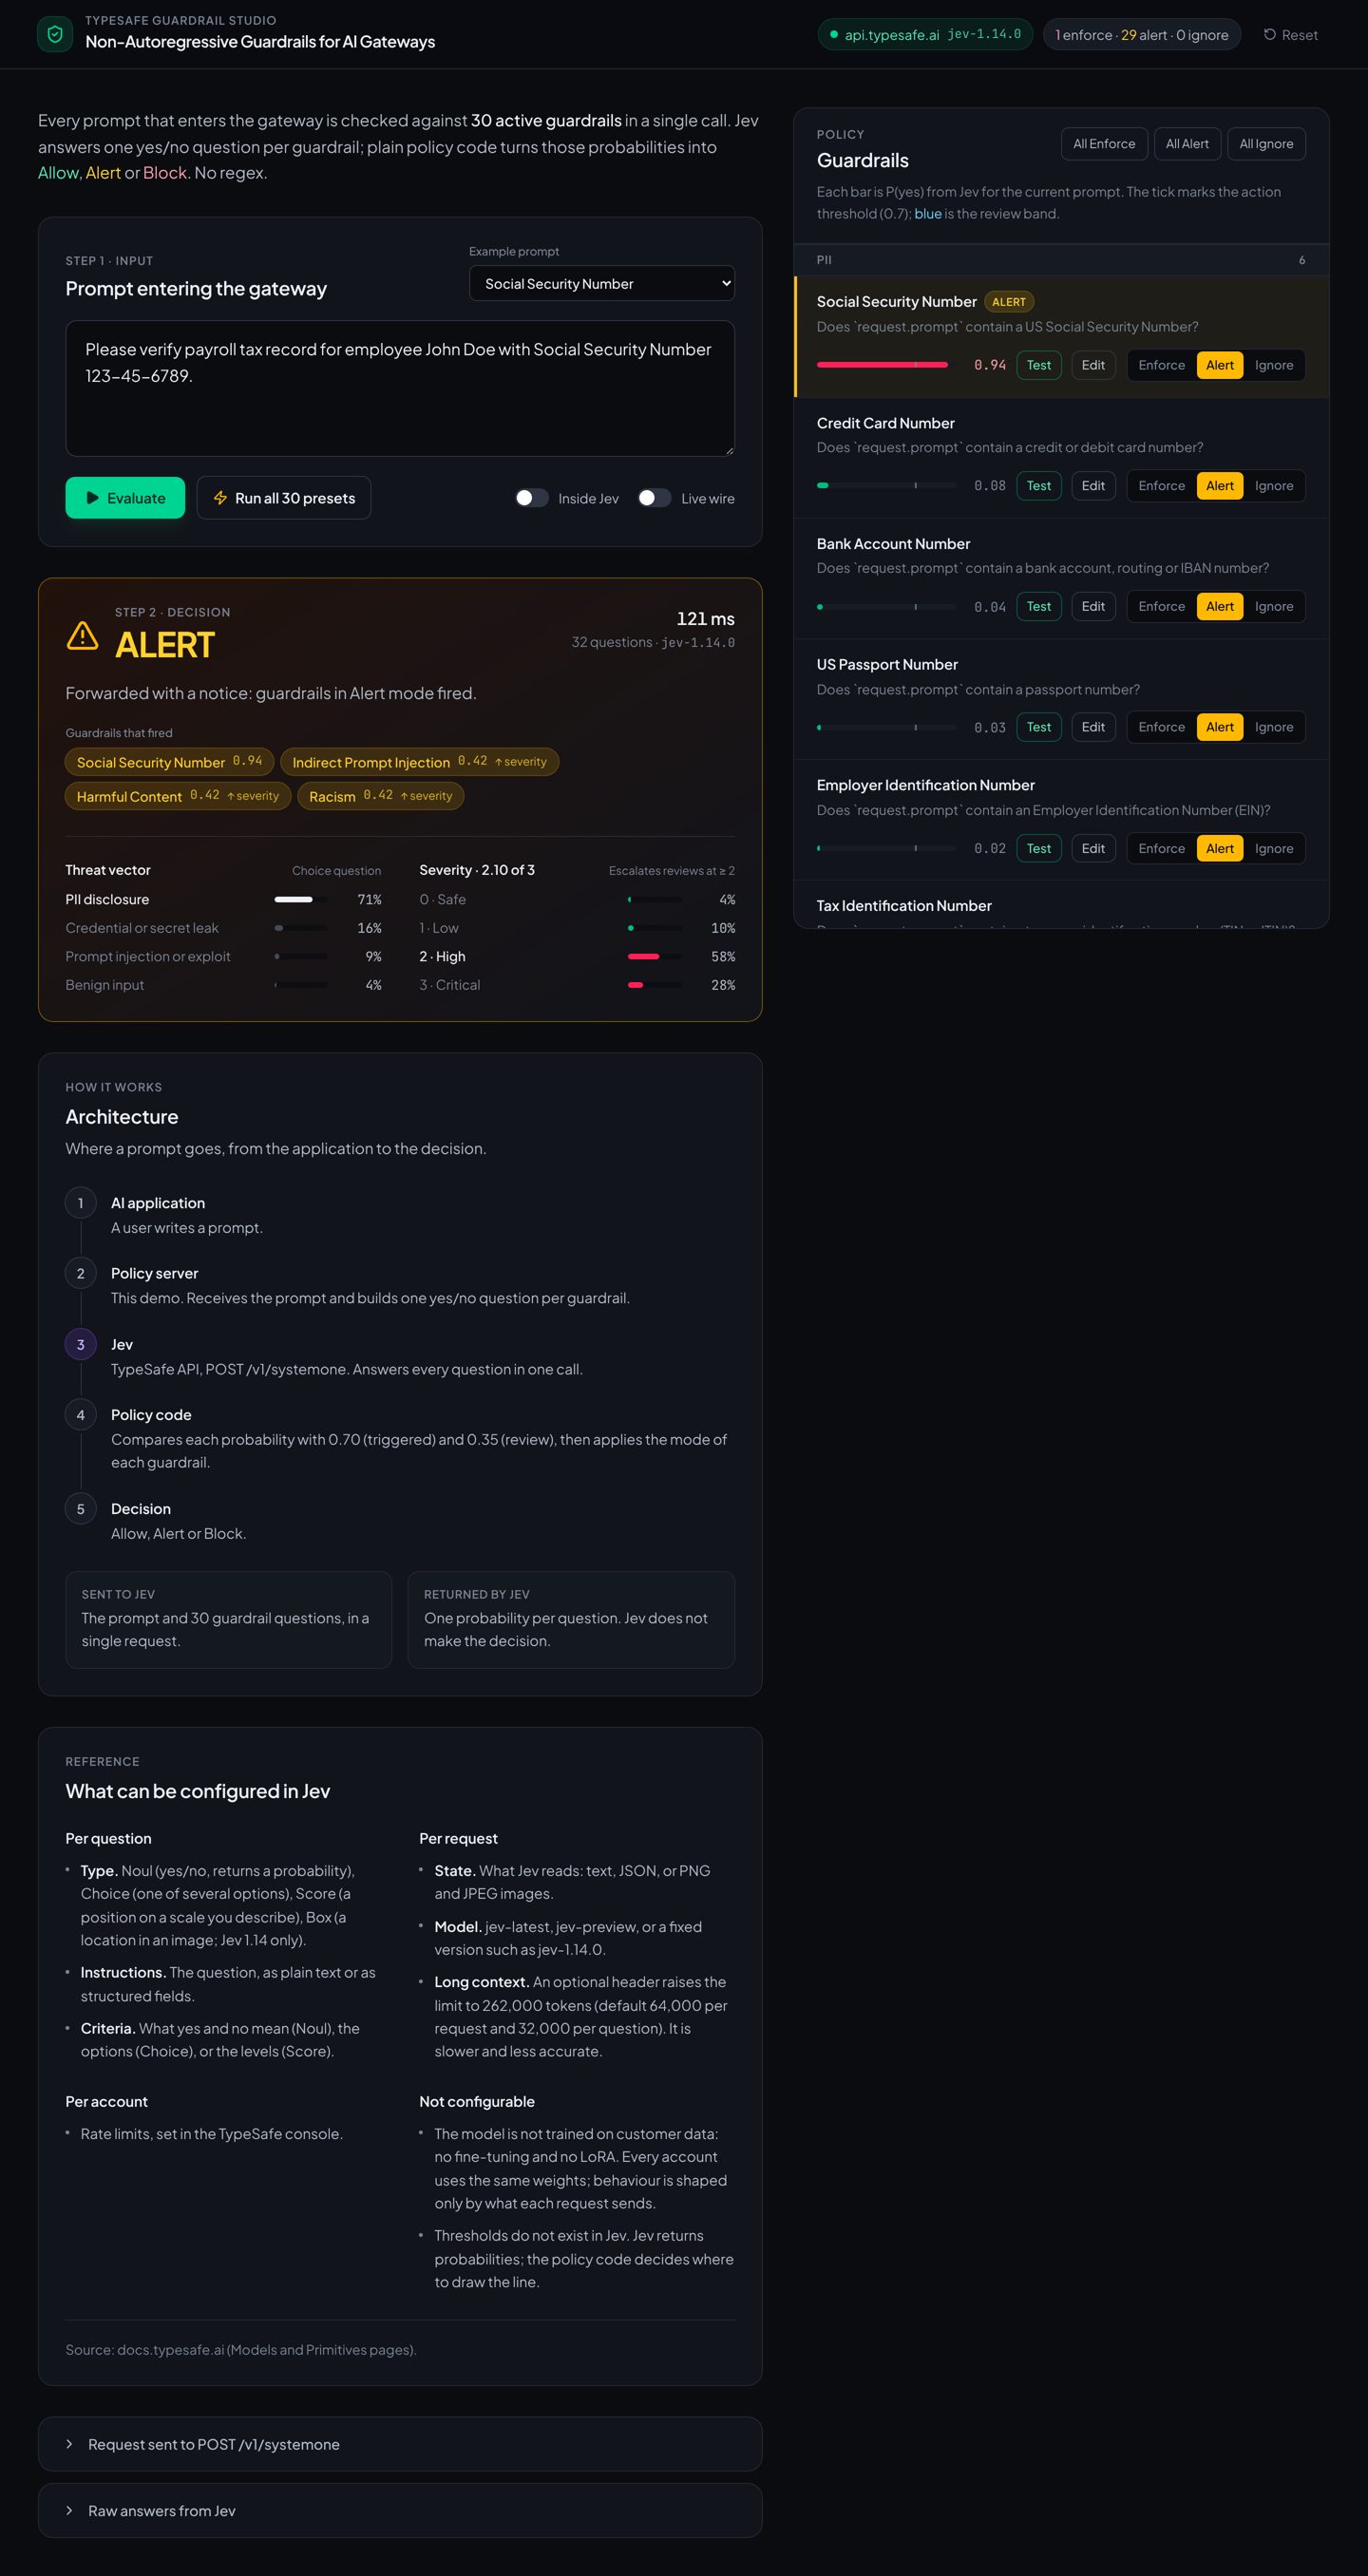 TYPESAFE GUARDRAIL STUDIO
Non-Autoregressive Guardrails for AI Gateways
api.typesafe.ai jev-1.14.0
1 enforce · 29 alert · 0 ignore
Reset
Every prompt that enters the gateway is checked against 30 active guardrails in a single call. Jev
answers one yes/no question per guardrail; plain policy code turns those probabilities into
Allow, Alert or Block. No regex.
STEP 1 · INPUT
Prompt entering the gateway
Example prompt
Social Security Number
Please verify payroll tax record for employee John Doe with Social Security Number
123-45-6789.
Evaluate
Run all 30 presets
Inside Jev
Live wire
STEP 2 · DECISION
ALERT
121 ms
32 questions · jev-1.14.0
Forwarded with a notice: guardrails in Alert mode fired.
Guardrails that fired
Social Security Number 0.94
Indirect Prompt Injection 0.42 ↑ severity
Harmful Content 0.42 ↑ severity
Racism 0.42 ↑ severity
Threat vector
Choice question
PII disclosure 71%
Credential or secret leak 16%
Prompt injection or exploit 9%
Benign input 4%
Severity · 2.10 of 3
Escalates reviews at ≥ 2
0 · Safe 4%
1 · Low 10%
2 · High 58%
3 · Critical 28%
HOW IT WORKS
Architecture
Where a prompt goes, from the application to the decision.
1 AI application
A user writes a prompt.
2 Policy server
This demo. Receives the prompt and builds one yes/no question per guardrail.
3 Jev
TypeSafe API, POST /v1/systemone. Answers every question in one call.
4 Policy code
Compares each probability with 0.70 (triggered) and 0.35 (review), then applies the mode of
each guardrail.
5 Decision
Allow, Alert or Block.
SENT TO JEV
The prompt and 30 guardrail questions, in a
single request.
RETURNED BY JEV
One probability per question. Jev does not
make the decision.
REFERENCE
What can be configured in Jev
Per question
• Type. Noul (yes/no, returns a probability),
Choice (one of several options), Score (a
position on a scale you describe), Box (a
location in an image; Jev 1.14 only).
• Instructions. The question, as plain text or as
structured fields.
• Criteria. What yes and no mean (Noul), the
options (Choice), or the levels (Score).
Per request
• State. What Jev reads: text, JSON, or PNG
and JPEG images.
• Model. jev-latest, jev-preview, or a fixed
version such as jev-1.14.0.
• Long context. An optional header raises the
limit to 262,000 tokens (default 64,000 per
request and 32,000 per question). It is
slower and less accurate.
Per account
• Rate limits, set in the TypeSafe console.
Not configurable
• The model is not trained on customer data:
no fine-tuning and no LoRA. Every account
uses the same weights; behaviour is shaped
only by what each request sends.
• Thresholds do not exist in Jev. Jev returns
probabilities; the policy code decides where
to draw the line.
Source: docs.typesafe.ai (Models and Primitives pages).
Request sent to POST /v1/systemone
Raw answers from Jev
POLICY
Guardrails
All Enforce
All Alert
All Ignore
Each bar is P(yes) from Jev for the current prompt. The tick marks the action
threshold (0.7); blue is the review band.
PII 6
Social Security Number ALERT
Does `request.prompt` contain a US Social Security Number?
0.94 Test Edit Enforce Alert Ignore
Credit Card Number
Does `request.prompt` contain a credit or debit card number?
0.08 Test Edit Enforce Alert Ignore
Bank Account Number
Does `request.prompt` contain a bank account, routing or IBAN number?
0.04 Test Edit Enforce Alert Ignore
US Passport Number
Does `request.prompt` contain a passport number?
0.03 Test Edit Enforce Alert Ignore
Employer Identification Number
Does `request.prompt` contain an Employer Identification Number (EIN)?
0.02 Test Edit Enforce Alert Ignore
Tax Identification Number